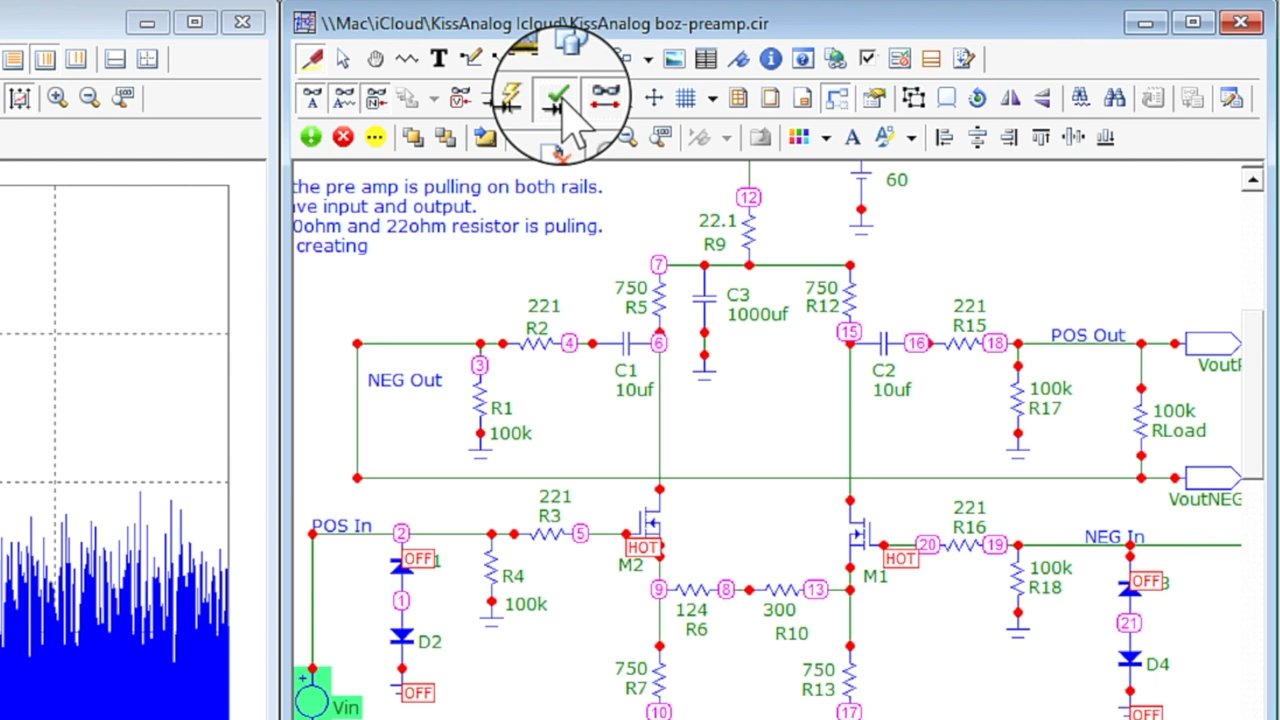 \\Mac\iCloud\KissAnalog Icloud\KissAnalog boz-preamp.cir
T
A
N
V
A
the pre amp is pulling on both rails.
ve input and output.
0ohm and 22ohm resistor is puling.
creating
60
12
22.1
R9
7
750
R5
C3
1000uf
750
R12
15
221
R2
4
6
C1
10uf
C2
10uf
16
221
R15
18
POS Out
VoutP
NEG Out
3
R1
100k
100k
R17
100k
RLoad
VoutNEG
POS In
2
221
R3
5
HOT
M2
20
HOT
M1
221
R16
19
NEG In
OFF
1
R4
100k
1
D2
OFF
9
8
13
124
R6
300
R10
100k
R18
OFF
3
21
D4
OFF
750
R7
10
750
R13
17
+
Vin